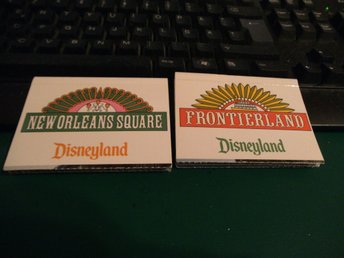 NEW ORLEANS SQUARE
Disneyland
FRONTIERLAND
Disneyland